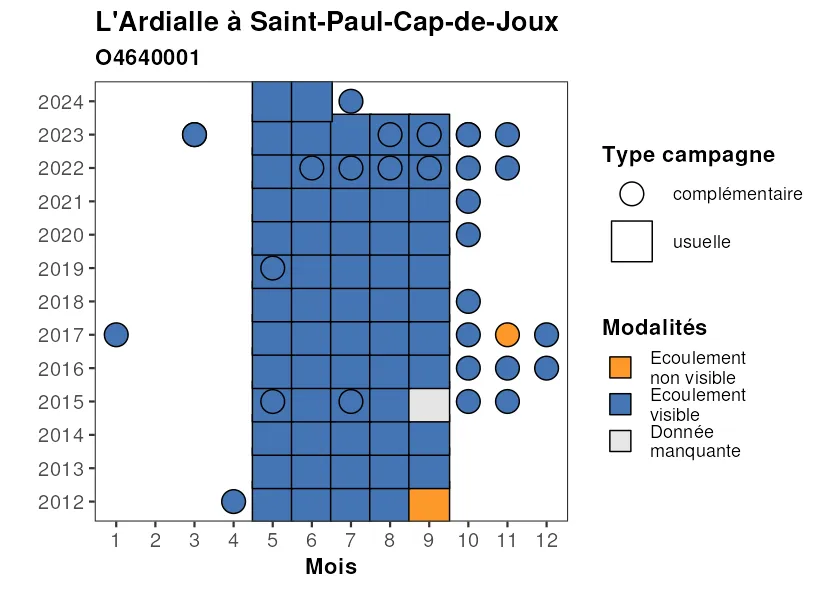 L'Ardialle à Saint-Paul-Cap-de-Joux
O4640001
2024
2023
2022
2021
2020
2019
2018
2017
2016
2015
2014
2013
2012
1 2 3 4 5 6 7 8 9 10 11 12
Mois
Type campagne
complémentaire
usuelle
Modalités
Ecoulement
non visible
Ecoulement
visible
Donnée
manquante